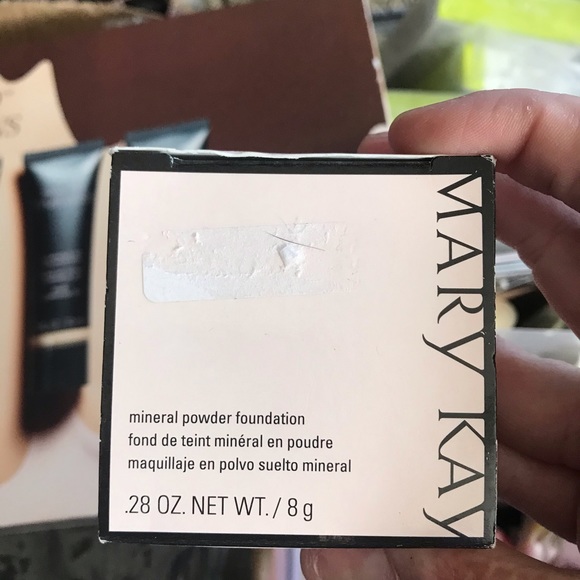 MARY KAY
mineral powder foundation
fond de teint minéral en poudre
maquillaje en polvo suelto mineral
.28 OZ. NET WT. / 8 g